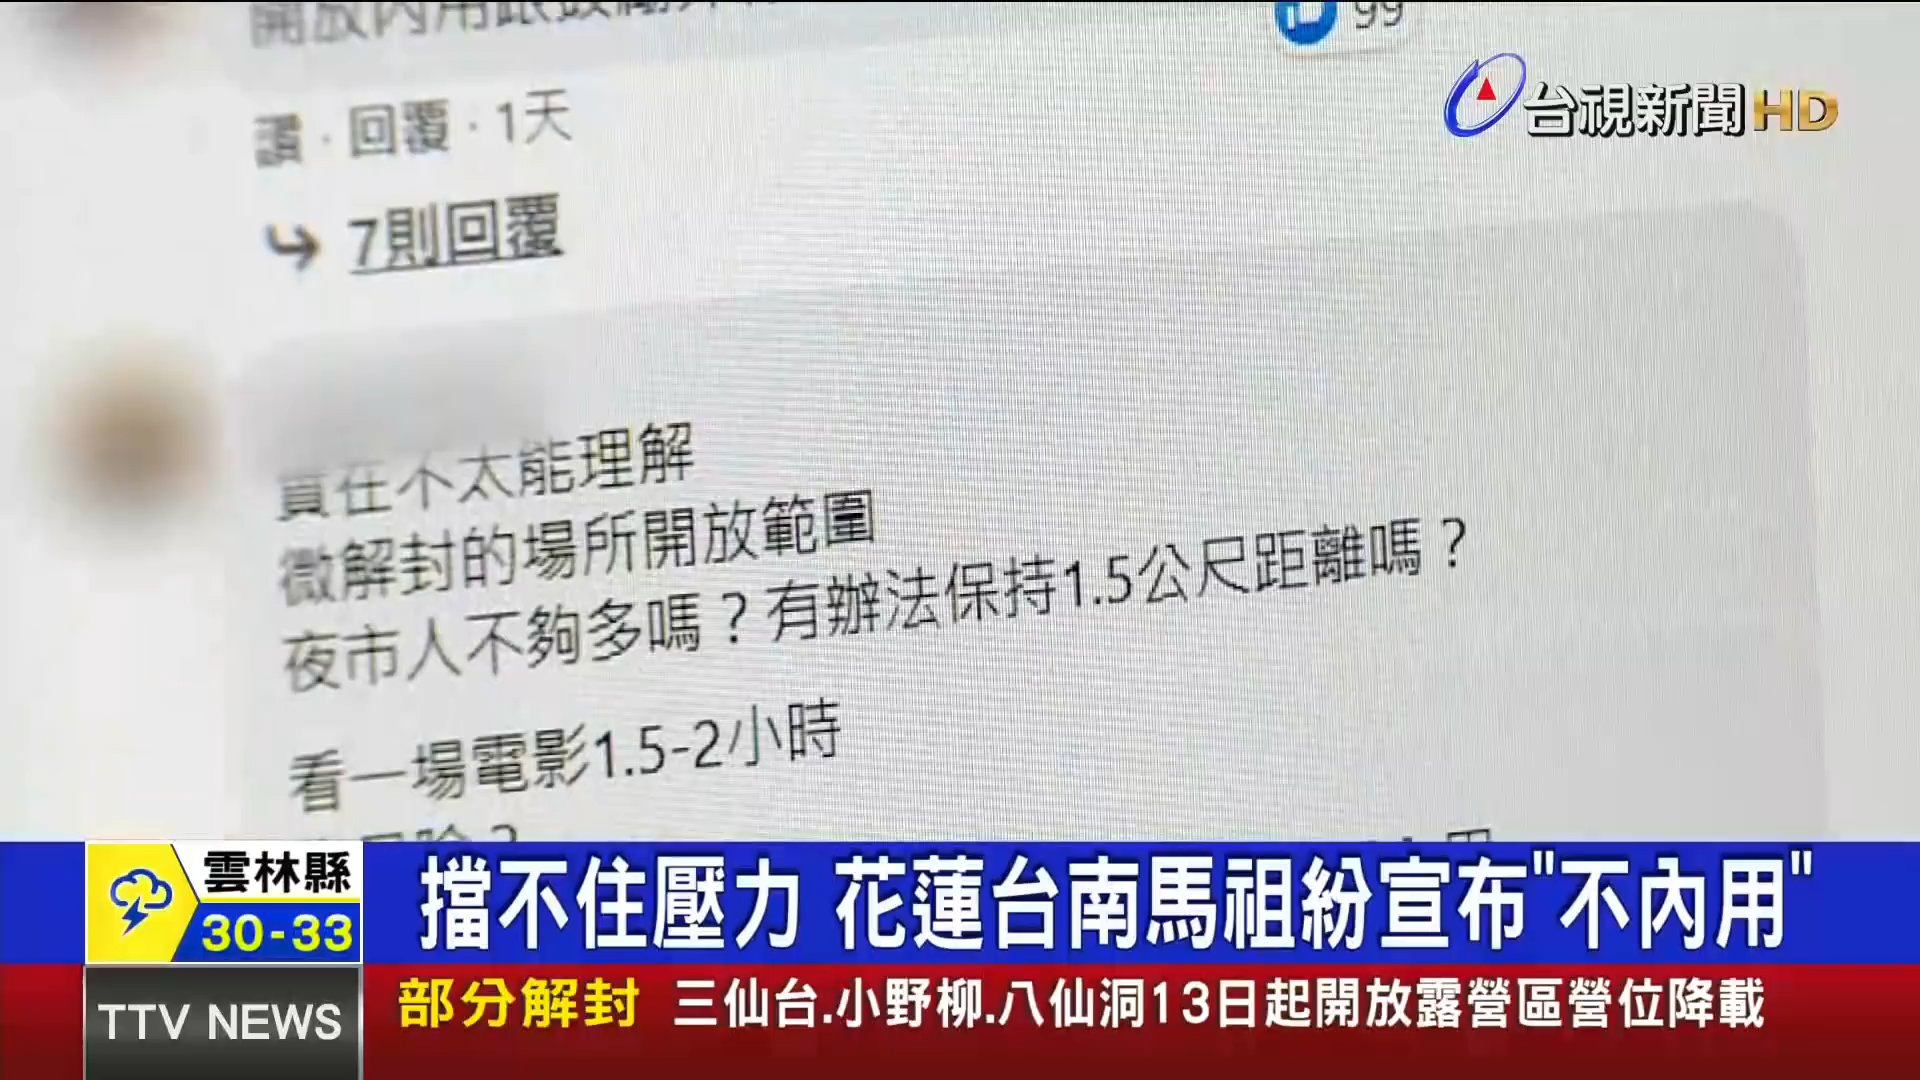 99
台視新聞HD
讚·回覆·1天
7則回覆
實在不太能理解
微解封的場所開放範圍
夜市人不夠多嗎？有辦法保持1.5公尺距離嗎？
看一場電影1.5-2小時
雲林縣
30-33
擋不住壓力 花蓮台南馬祖紛宣布"不內用"
TTV NEWS
部分解封 三仙台.小野柳.八仙洞13日起開放露營區營位降載